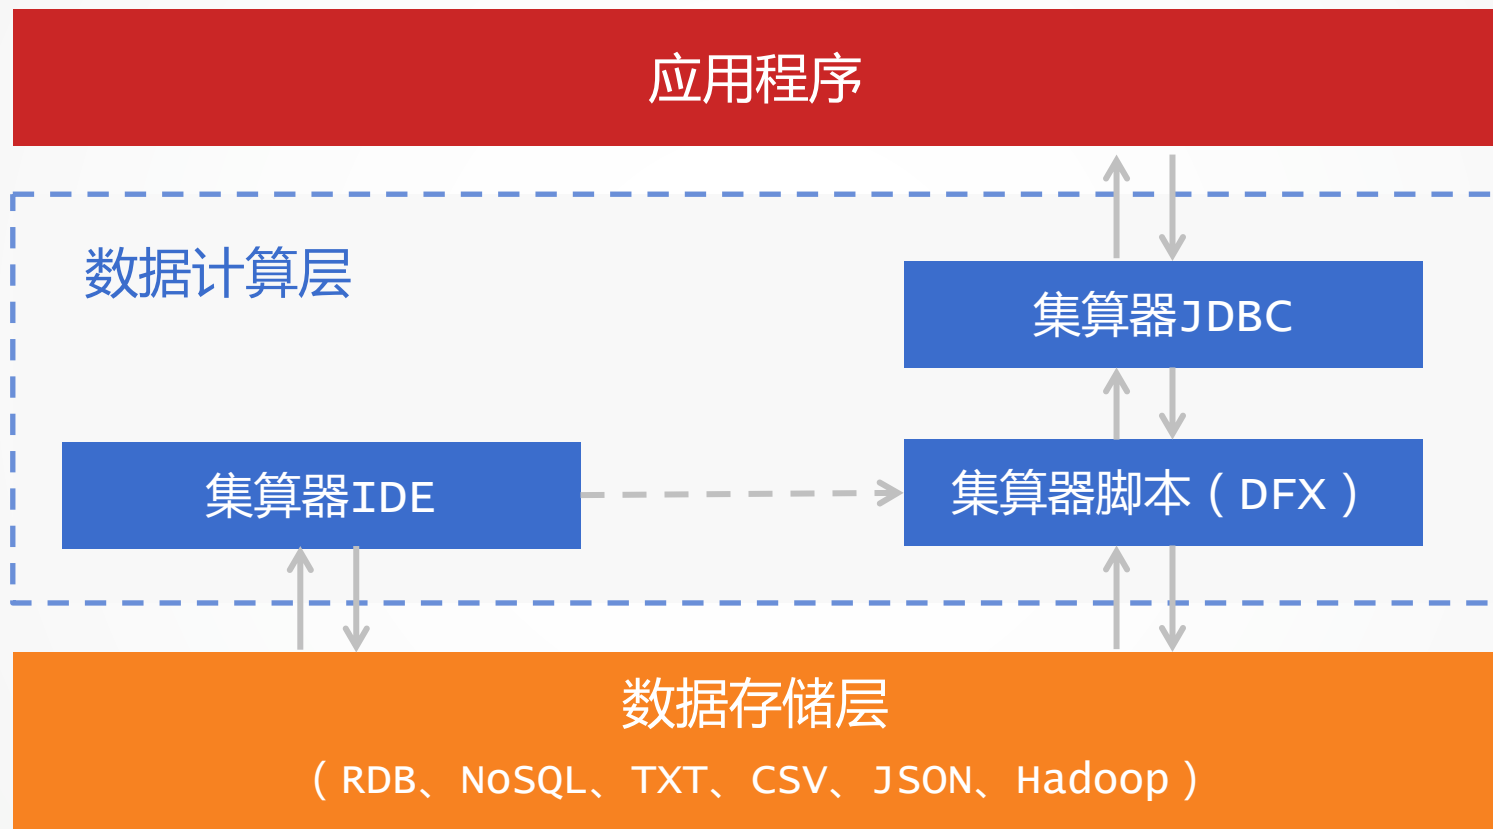 应用程序
数据计算层
集算器JDBC
集算器IDE
集算器脚本（DFX）
数据存储层
（RDB、NoSQL、TXT、CSV、JSON、Hadoop）